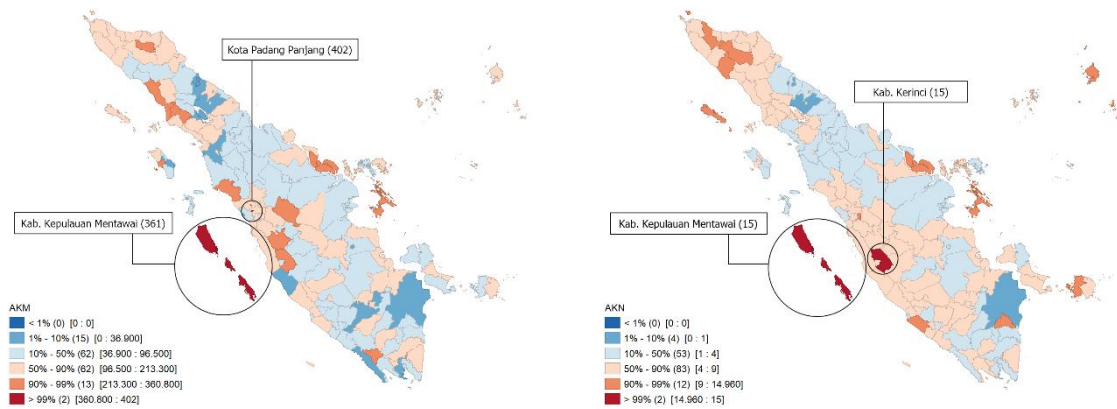 Kota Padang Panjang (402)
Kab. Kepulauan Mentawai (361)
AKM
< 1% (0) [0 : 0]
1% - 10% (15) [0 : 36.900]
10% - 50% (62) [36.900 : 96.500]
50% - 90% (62) [96.500 : 213.300]
90% - 99% (13) [213.300 : 360.800]
> 99% (2) [360.800 : 402]
Kab. Kerinci (15)
Kab. Kepulauan Mentawai (15)
AKN
< 1% (0) [0 : 0]
1% - 10% (4) [0 : 1]
10% - 50% (53) [1 : 4]
50% - 90% (83) [4 : 9]
90% - 99% (12) [9 : 14.960]
> 99% (2) [14.960 : 15]